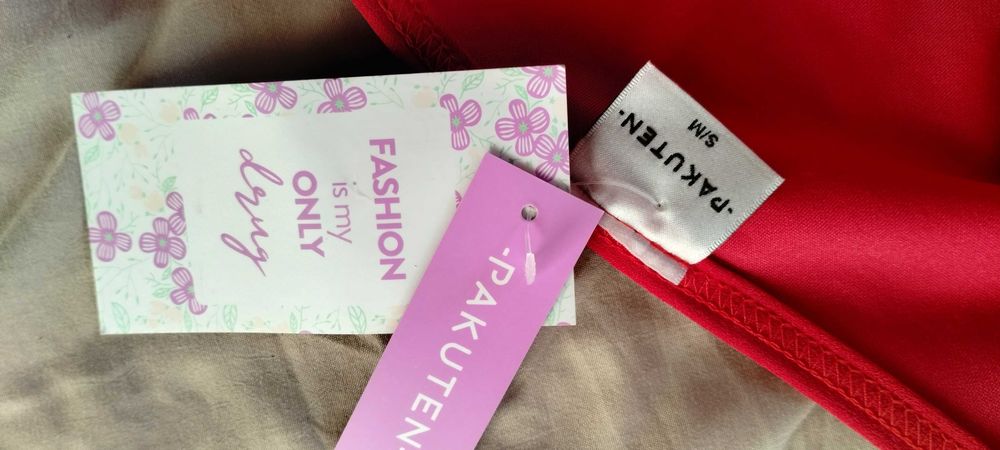 FASHION
is my
ONLY
drug
·PAKUTEN·
·PAKUTEN·
S/M